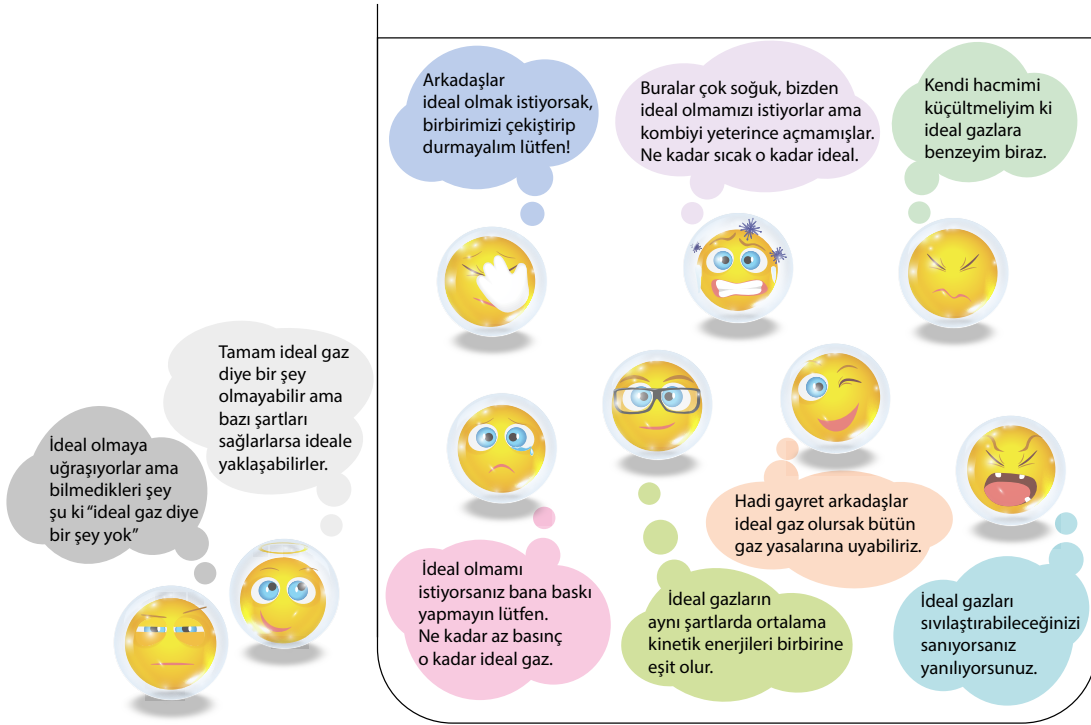 Arkadaşlar
ideal olmak istiyorsak,
birbirimizi çekiştirip
durmayalım lütfen!
Buralar çok soğuk, bizden
ideal olmamızı istiyorlar ama
kombiyi yeterince açmamışlar.
Ne kadar sıcak o kadar ideal.
Kendi hacmimi
küçültmeliyim ki
ideal gazlara
benzeyim biraz.
Tamam ideal gaz
diye bir şey
olmayabilir ama
bazı şartları
sağlarlarsa ideale
yaklaşabilirler.
İdeal olmaya
uğraşıyorlar ama
bilmedikleri şey
şu ki “ideal gaz diye
bir şey yok”
Hadi gayret arkadaşlar
ideal gaz olursak bütün
gaz yasalarına uyabiliriz.
İdeal olmamı
istiyorsanız bana baskı
yapmayın lütfen.
Ne kadar az basınç
o kadar ideal gaz.
İdeal gazların
aynı şartlarda ortalama
kinetik enerjileri birbirine
eşit olur.
İdeal gazları
sıvılaştırabileceğinizi
sanıyorsanız
yanılıyorsunuz.